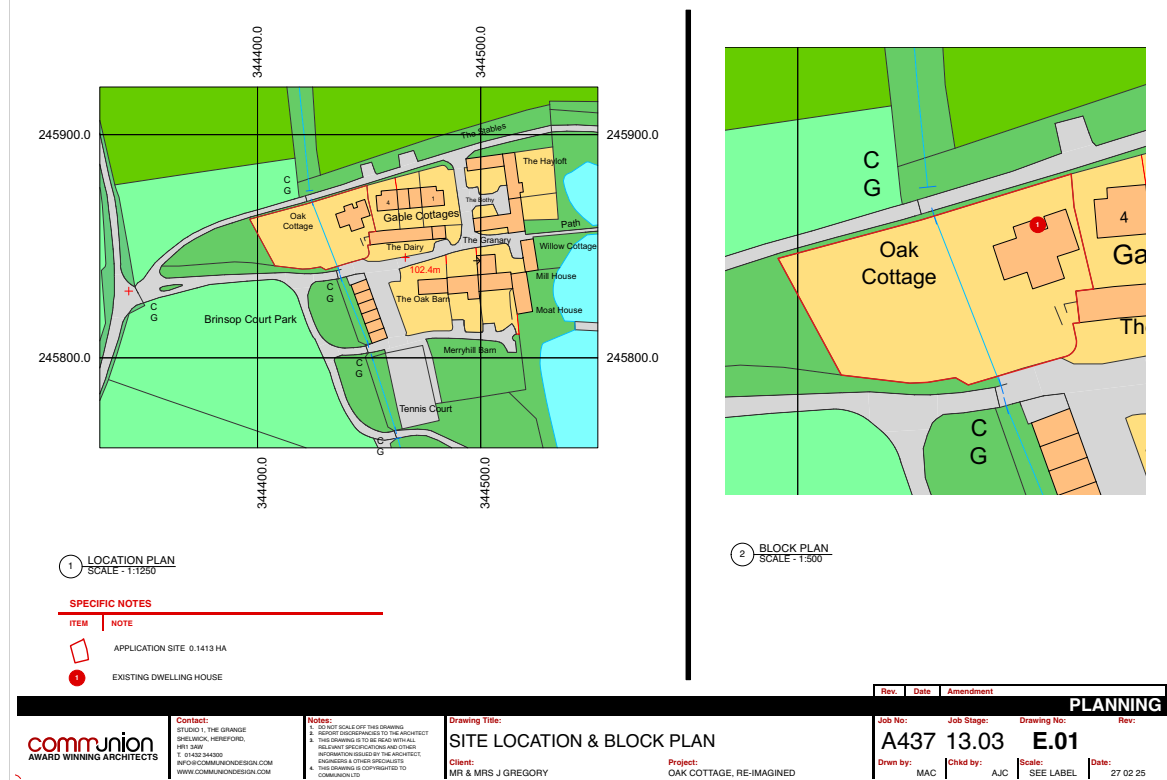 344400.0
344500.0
245900.0
245900.0
The Stables
The Hayloft
C
G
4
1
The Bothy
Oak
Cottage
Gable Cottages
Path
The Dairy
The Granary
Willow Cottage
102.4m
Mill House
C
G
The Oak Barn
C
G
Moat House
Brinsop Court Park
245800.0
245800.0
Merryhill Barn
C
G
Tennis Court
C
G
344400.0
344500.0
1 LOCATION PLAN
SCALE - 1:1250
C
G
1
4
Oak
Cottage
Ga
Th
C
G
2 BLOCK PLAN
SCALE - 1:500
SPECIFIC NOTES
ITEM NOTE
APPLICATION SITE 0.1413 HA
1 EXISTING DWELLING HOUSE
Rev. Date Amendment
PLANNING
communion
AWARD WINNING ARCHITECTS
Contact:
STUDIO 1, THE GRANGE
SHELWICK, HEREFORD,
HR1 3AW
T. 01432 344300
INFO@COMMUNIONDESIGN.COM
WWW.COMMUNIONDESIGN.COM
Notes:
1. DO NOT SCALE OFF THIS DRAWING
2. REPORT DISCREPANCIES TO THE ARCHITECT
3. THIS DRAWING IS TO BE READ WITH ALL
RELEVANT SPECIFICATIONS AND OTHER
INFORMATION ISSUED BY THE ARCHITECT,
ENGINEERS & OTHER SPECIALISTS
4. THIS DRAWING IS COPYRIGHTED TO
COMMUNION LTD
Drawing Title:
SITE LOCATION & BLOCK PLAN
Client:
MR & MRS J GREGORY
Project:
OAK COTTAGE, RE-IMAGINED
Job No: Job Stage: Drawing No: Rev:
A437 13.03 E.01
Drwn by: Chkd by: Scale: Date:
MAC AJC SEE LABEL 27 02 25